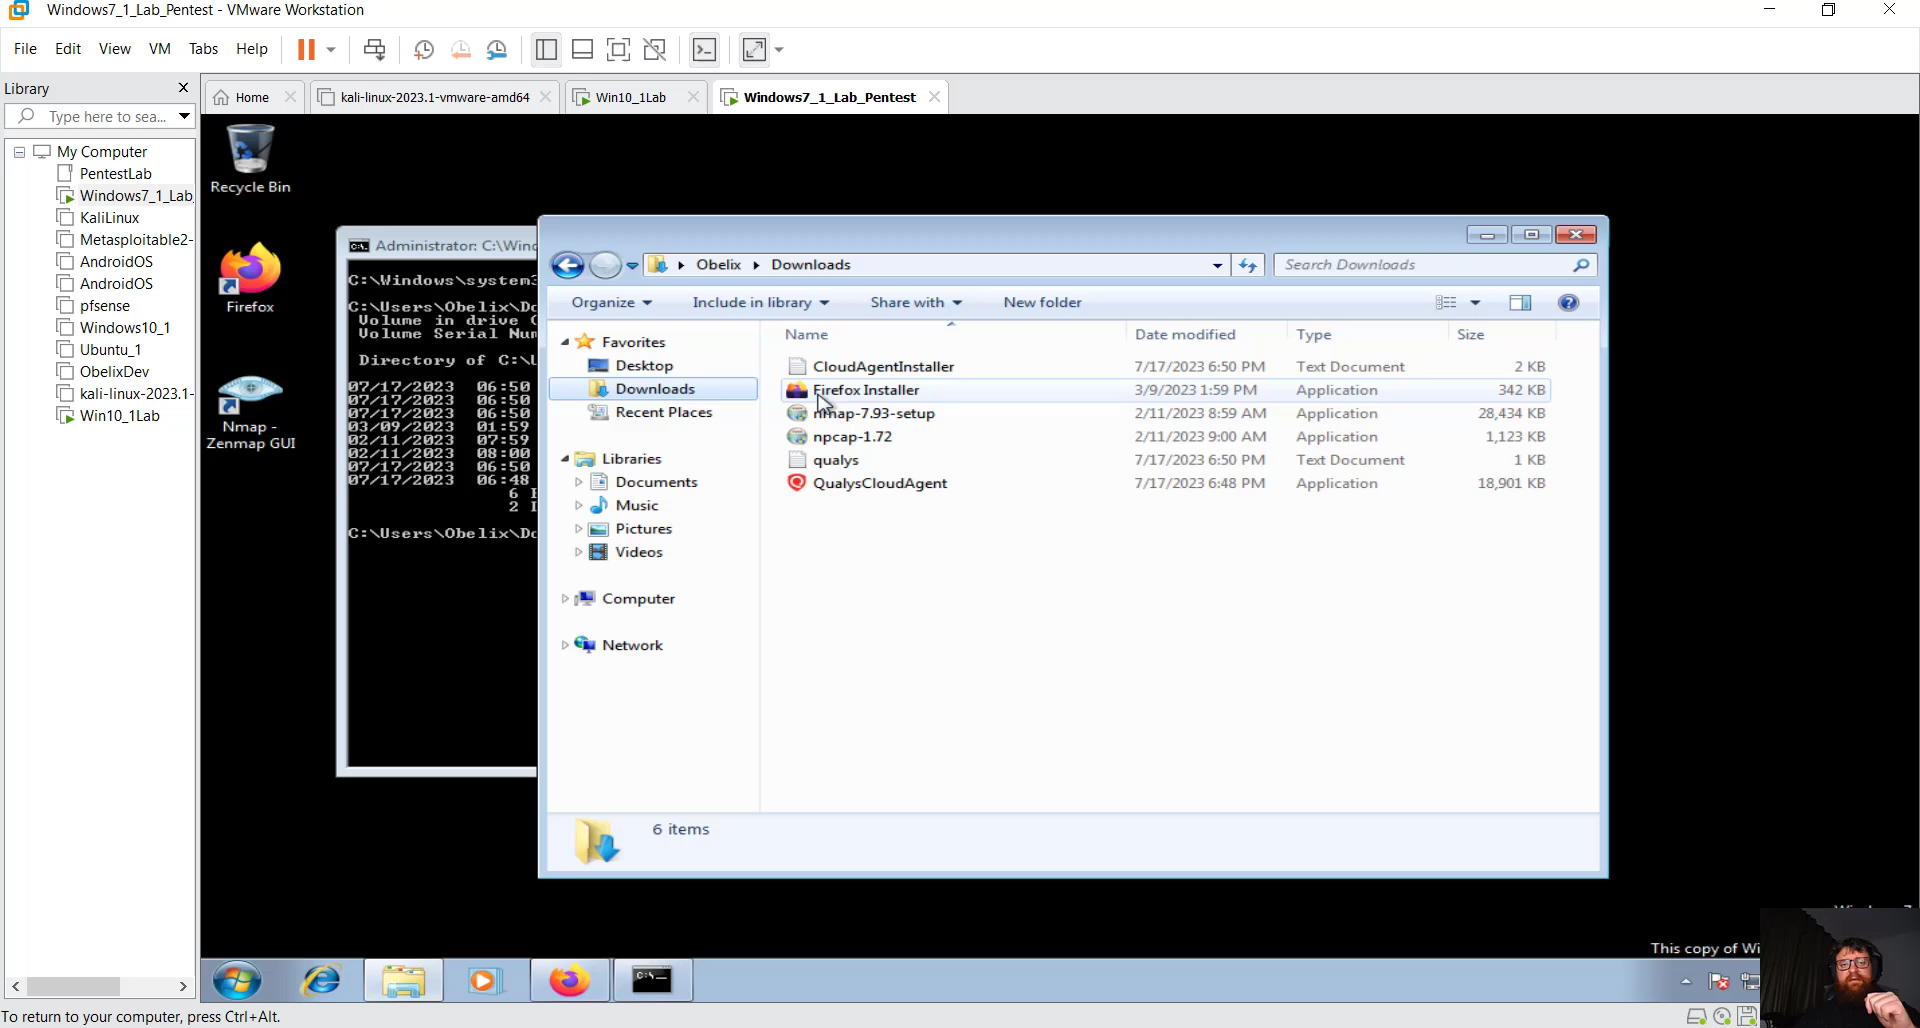 Windows7_1_Lab_Pentest - VMware Workstation
File Edit View VM Tabs Help
Library
Type here to sea...
My Computer
PentestLab
Windows7_1_Lab
KaliLinux
Metasploitable2-
AndroidOS
AndroidOS
pfsense
Windows10_1
Ubuntu_1
ObelixDev
kali-linux-2023.1-
Win10_1Lab
Home
kali-linux-2023.1-vmware-amd64
Win10_1Lab
Windows7_1_Lab_Pentest
Recycle Bin
Firefox
Nmap -
Zenmap GUI
Administrator: C:\Wind
C:\Windows\system3
C:\Users\Obelix\Do
Volume in drive
Volume Serial Num
Directory of C:\U
07/17/2023 06:50
07/17/2023 06:50
07/17/2023 06:50
03/09/2023 01:59
02/11/2023 07:59
02/11/2023 08:00
07/17/2023 06:50
07/17/2023 06:48
6
2
C:\Users\Obelix\Do
Obelix Downloads
Search Downloads
Organize Include in library Share with New folder
Favorites
Desktop
Downloads
Recent Places
Libraries
Documents
Music
Pictures
Videos
Computer
Network
Name Date modified Type Size
CloudAgentInstaller 7/17/2023 6:50 PM Text Document 2 KB
Firefox Installer 3/9/2023 1:59 PM Application 342 KB
nmap-7.93-setup 2/11/2023 8:59 AM Application 28,434 KB
npcap-1.72 2/11/2023 9:00 AM Application 1,123 KB
qualys 7/17/2023 6:50 PM Text Document 1 KB
QualysCloudAgent 7/17/2023 6:48 PM Application 18,901 KB
6 items
This copy of Wi
To return to your computer, press Ctrl+Alt.